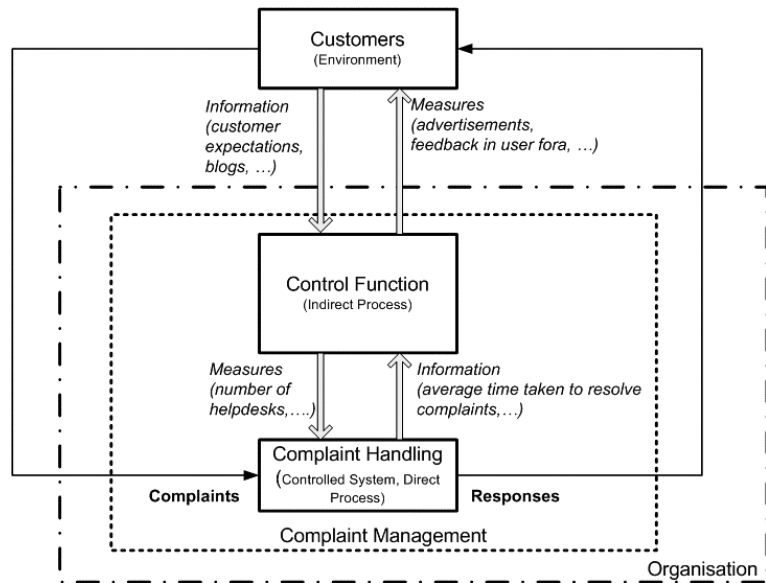 Customers
(Environment)
Information
(customer
expectations,
blogs, …)
Measures
(advertisements,
feedback in user fora, …)
Control Function
(Indirect Process)
Measures
(number of
helpdesks,….)
Information
(average time taken to resolve
complaints,…)
Complaint Handling
(Controlled System, Direct
Process)
Complaints
Responses
Complaint Management
Organisation